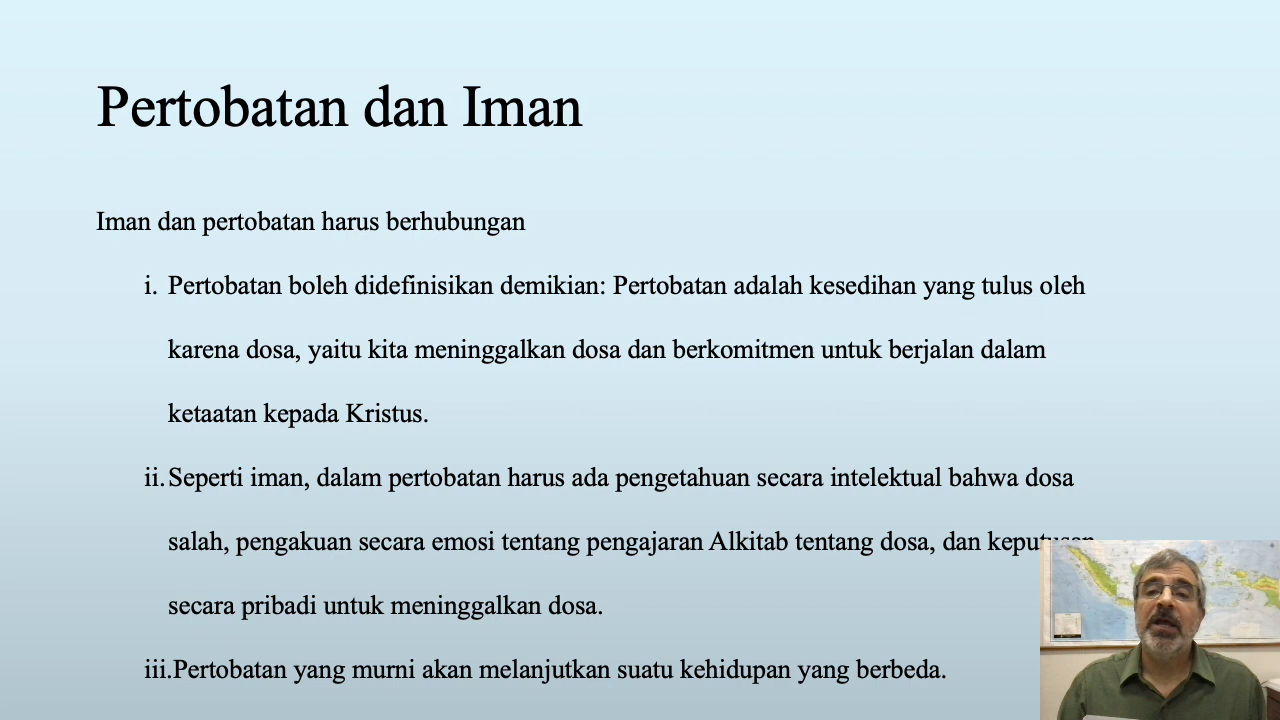 Pertobatan dan Iman
Iman dan pertobatan harus berhubungan
i. Pertobatan boleh didefinisikan demikian: Pertobatan adalah kesedihan yang tulus oleh
karena dosa, yaitu kita meninggalkan dosa dan berkomitmen untuk berjalan dalam
ketaatan kepada Kristus.
ii. Seperti iman, dalam pertobatan harus ada pengetahuan secara intelektual bahwa dosa
salah, pengakuan secara emosi tentang pengajaran Alkitab tentang dosa, dan keputusan
secara pribadi untuk meninggalkan dosa.
iii. Pertobatan yang murni akan melanjutkan suatu kehidupan yang berbeda.